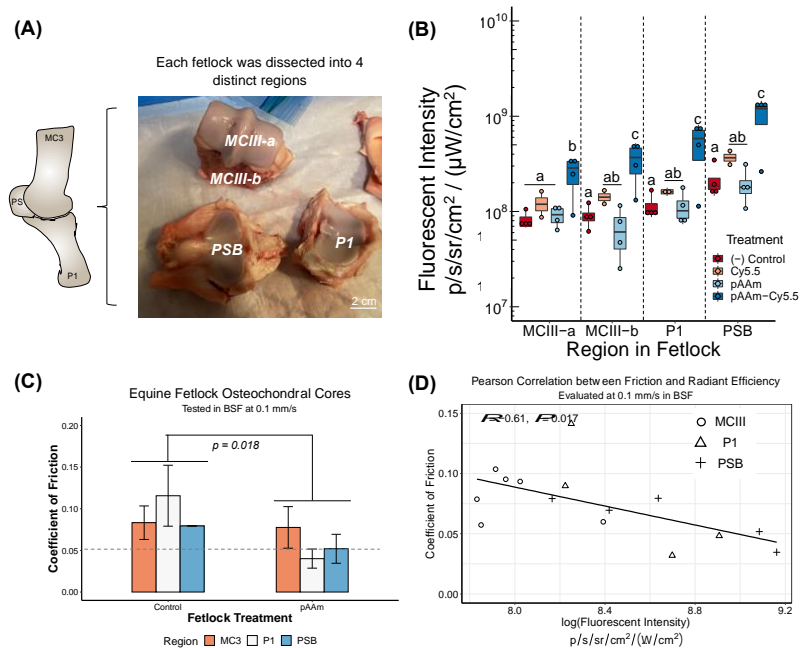 (A)
Each fetlock was dissected into 4
distinct regions
MC3
PS
P1
MCIII-a
MCIII-b
PSB
P1
2 cm
(B)
Fluorescent Intensity
p/s/sr/cm² / (µW/cm²)
10¹⁰
10⁹
10⁸
1
1
10⁷
a
b
a
ab
c
a
ab
c
a
ab
c
Treatment
(-) Control
Cy5.5
pAAm
pAAm-Cy5.5
MCIII-a
MCIII-b
P1
PSB
Region in Fetlock
(C)
Equine Fetlock Osteochondral Cores
Tested in BSF at 0.1 mm/s
p = 0.018
Coefficient of Friction
0.20
0.15
0.10
0.05
0.00
Control
pAAm
Fetlock Treatment
Region
MC3
P1
PSB
(D)
Pearson Correlation between Friction and Radiant Efficiency
Evaluated at 0.1 mm/s in BSF
-0.61, 0.017
MCIII
P1
PSB
Coefficient of Friction
0.15
0.10
0.05
0.00
8.0
8.4
8.8
9.2
log(Fluorescent Intensity)
p/s/sr/cm²/(W/cm²)